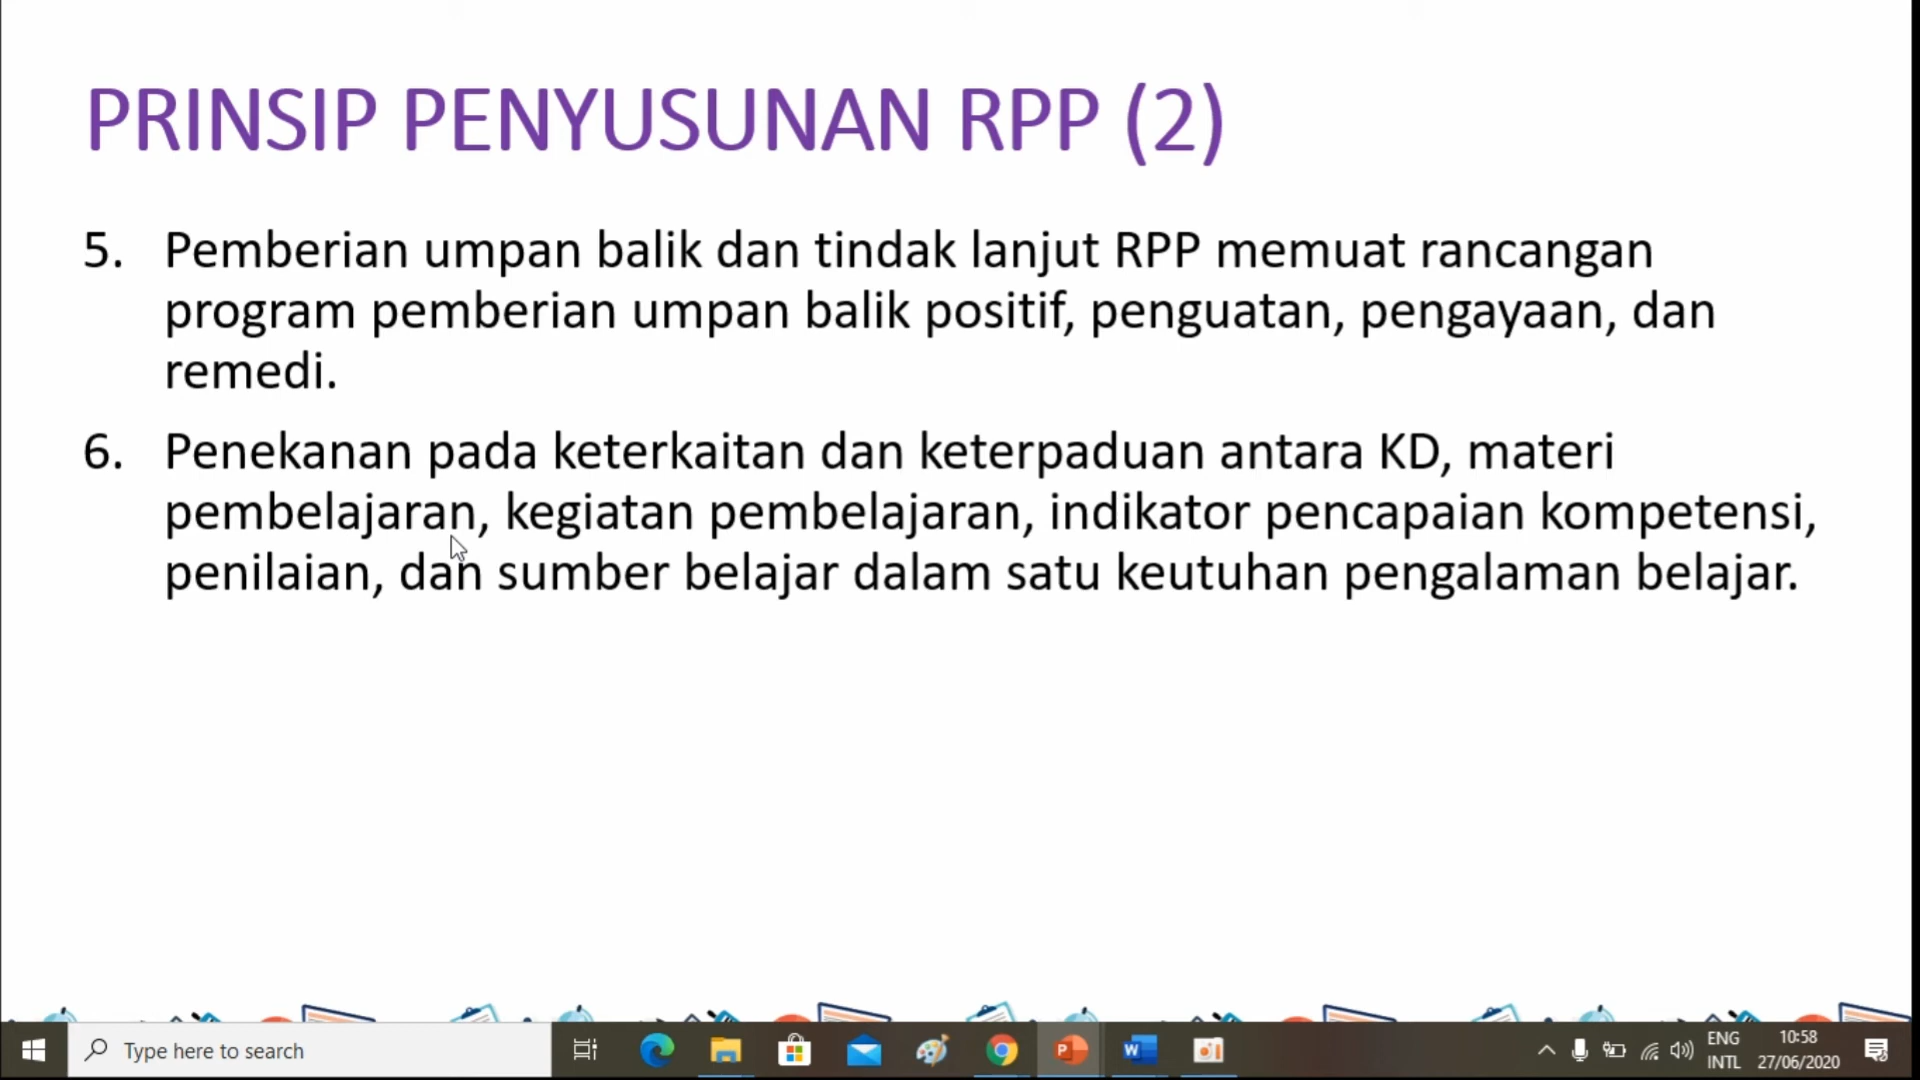 PRINSIP PENYUSUNAN RPP (2)
5. Pemberian umpan balik dan tindak lanjut RPP memuat rancangan
program pemberian umpan balik positif, penguatan, pengayaan, dan
remedi.
6. Penekanan pada keterkaitan dan keterpaduan antara KD, materi
pembelajaran, kegiatan pembelajaran, indikator pencapaian kompetensi,
penilaian, dan sumber belajar dalam satu keutuhan pengalaman belajar.
Type here to search
ENG
INTL
10:58
27/06/2020